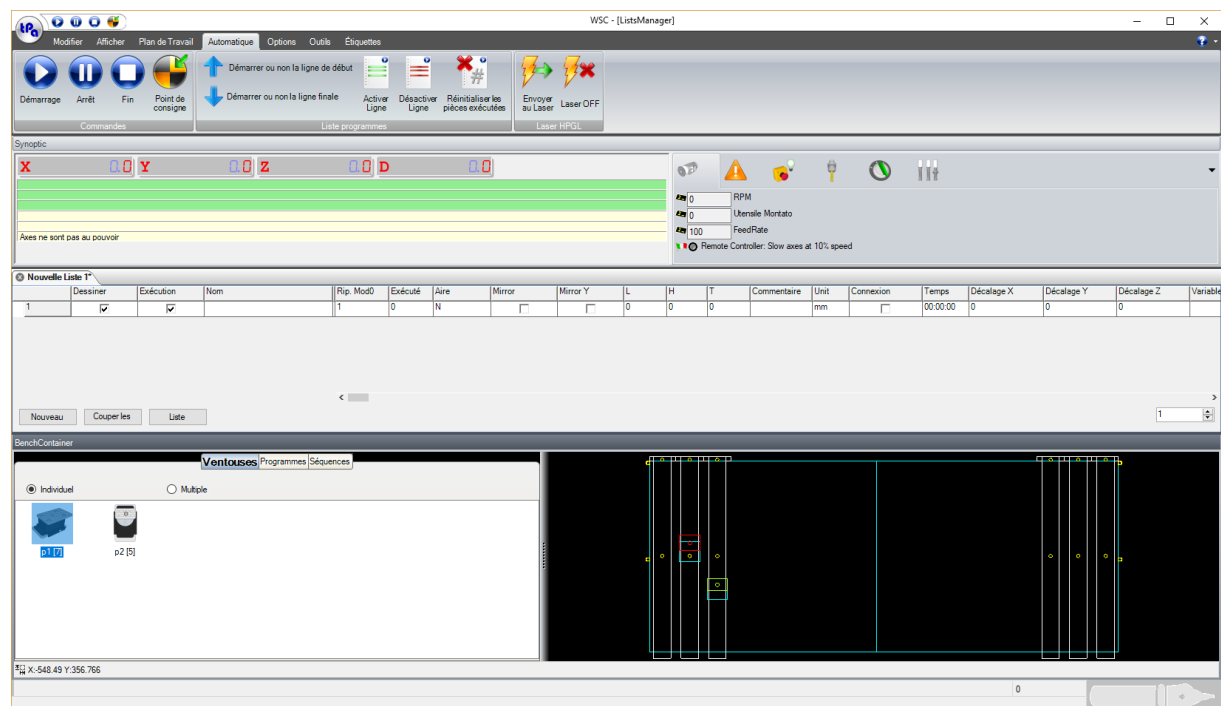 tPa
WSC - [ListsManager]
Modifier Afficher Plan de Travail Automatique Options Outils Étiquettes
Démarrage Arrêt Fin Point de consigne
Démarrer ou non la ligne de début
Démarrer ou non la ligne finale
Activer Ligne Désactiver Ligne Réinitialiser les pièces exécutées
Envoyer au Laser Laser OFF
Commandes Liste programmes Laser HPGL
Synoptic
X 0.0 Y 0.0 Z 0.0 D 0.0
0 RPM
0 Utensile Montato
100 FeedRate
Axes ne sont pas au pouvoir
Remote Controller: Slow axes at 10% speed
Nouvelle Liste 1*
Dessiner Exécution Nom Rip. Mod0 Exécuté Aire Mirror Mirror Y L H T Commentaire Unit Connexion Temps Décalage X Décalage Y Décalage Z Variable
1 1 0 N 0 0 0 mm 00:00:00 0 0 0
Nouveau Couper les Liste 1
BenchContainer
Ventouses Programmes Séquences
Individuel Multiple
p1 [7] p2 [5]
X:-548.49 Y:356.766
0